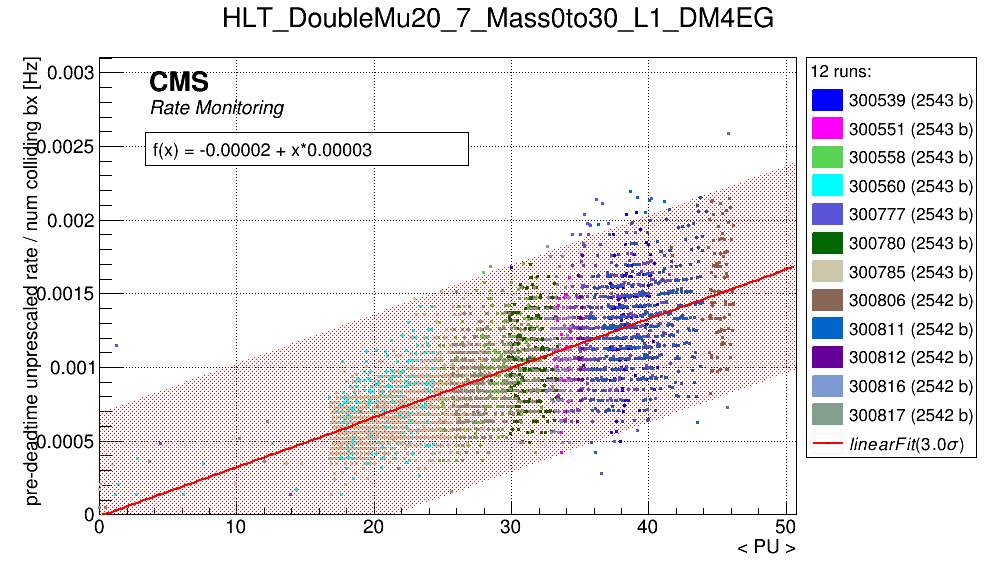 HLT_DoubleMu20_7_Mass0to30_L1_DM4EG
pre-deadtime unprescaled rate / num colliding bx [Hz]
CMS
Rate Monitoring
f(x) = -0.00002 + x*0.00003
0.003
0.0025
0.002
0.0015
0.001
0.0005
0
0 10 20 30 40 50
< PU >
12 runs:
300539 (2543 b)
300551 (2543 b)
300558 (2543 b)
300560 (2542 b)
300777 (2543 b)
300780 (2543 b)
300785 (2543 b)
300806 (2542 b)
300811 (2542 b)
300812 (2542 b)
300816 (2542 b)
300817 (2542 b)
linearFit(3.0σ)